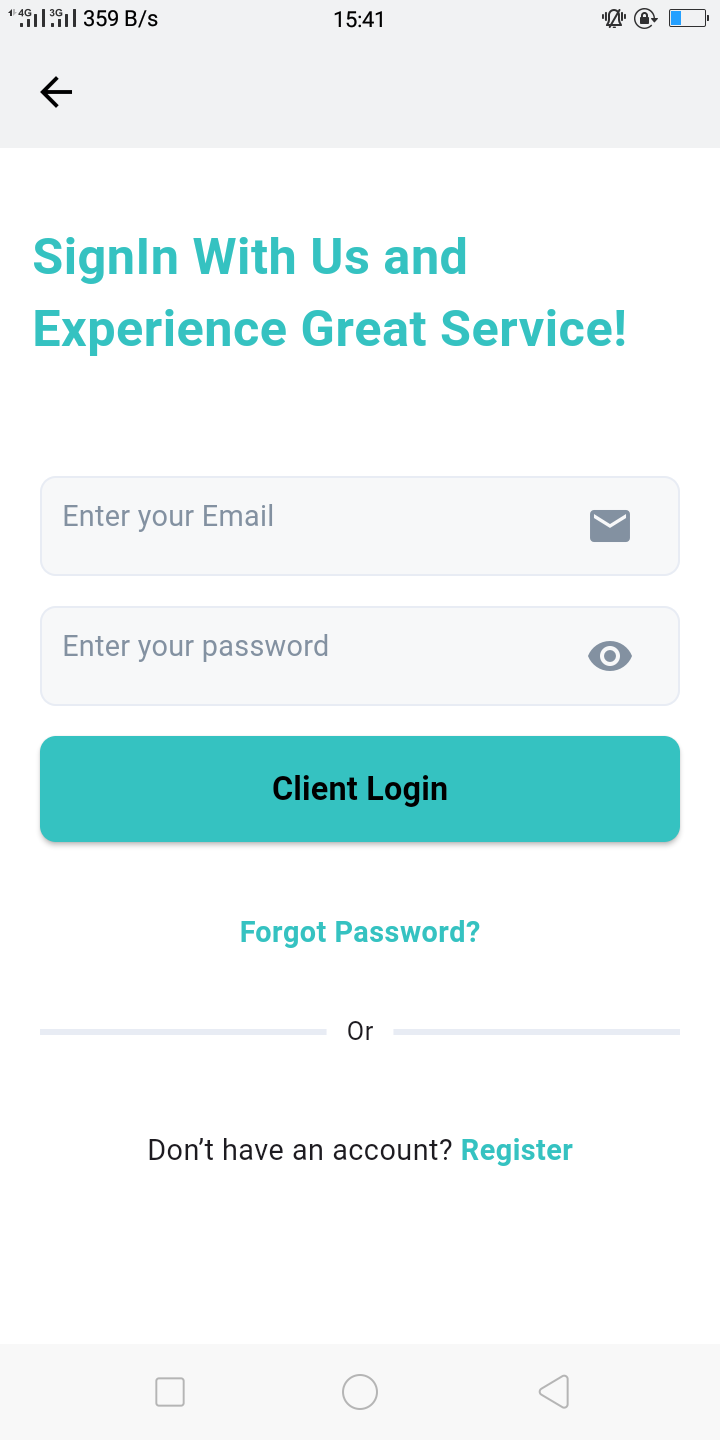 4G 3G 359 B/s 15:41
SignIn With Us and
Experience Great Service!
Enter your Email
Enter your password
Client Login
Forgot Password?
Or
Don’t have an account? Register